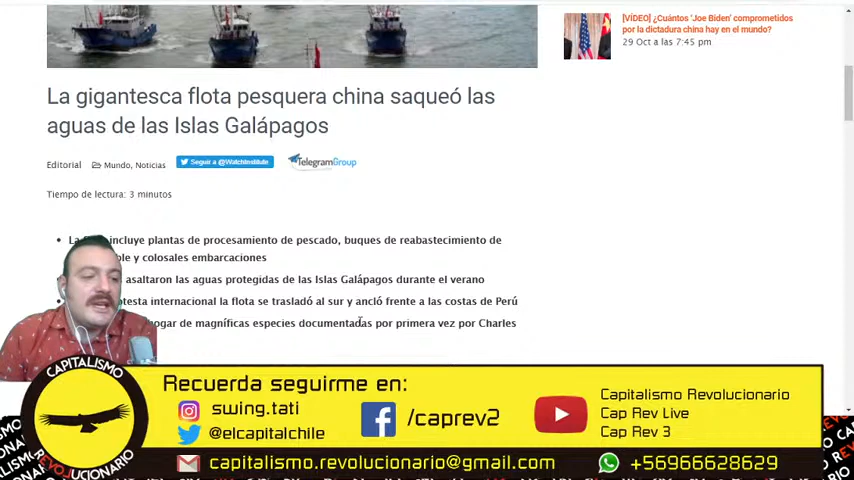 [VÍDEO] ¿Cuántos 'Joe Biden' comprometidos
por la dictadura china hay en el mundo?
29 Oct a las 7:45 pm
La gigantesca flota pesquera china saqueó las
aguas de las Islas Galápagos
Editorial Mundo, Noticias Seguir a @WatchInstitute TelegramGroup
Tiempo de lectura: 3 minutos
La incluye plantas de procesamiento de pescado, buques de reabastecimiento de
y colosales embarcaciones
asaltaron las aguas protegidas de las Islas Galápagos durante el verano
internacional la flota se trasladó al sur y ancló frente a las costas de Perú
hogar de magníficas especies documentadas por primera vez por Charles
CAPITALISMO
REVOLUCIONARIO
Recuerda seguirme en:
swing.tati
@elcapitalchile
/caprev2
Capitalismo Revolucionario
Cap Rev Live
Cap Rev 3
capitalismo.revolucionario@gmail.com
+56966628629